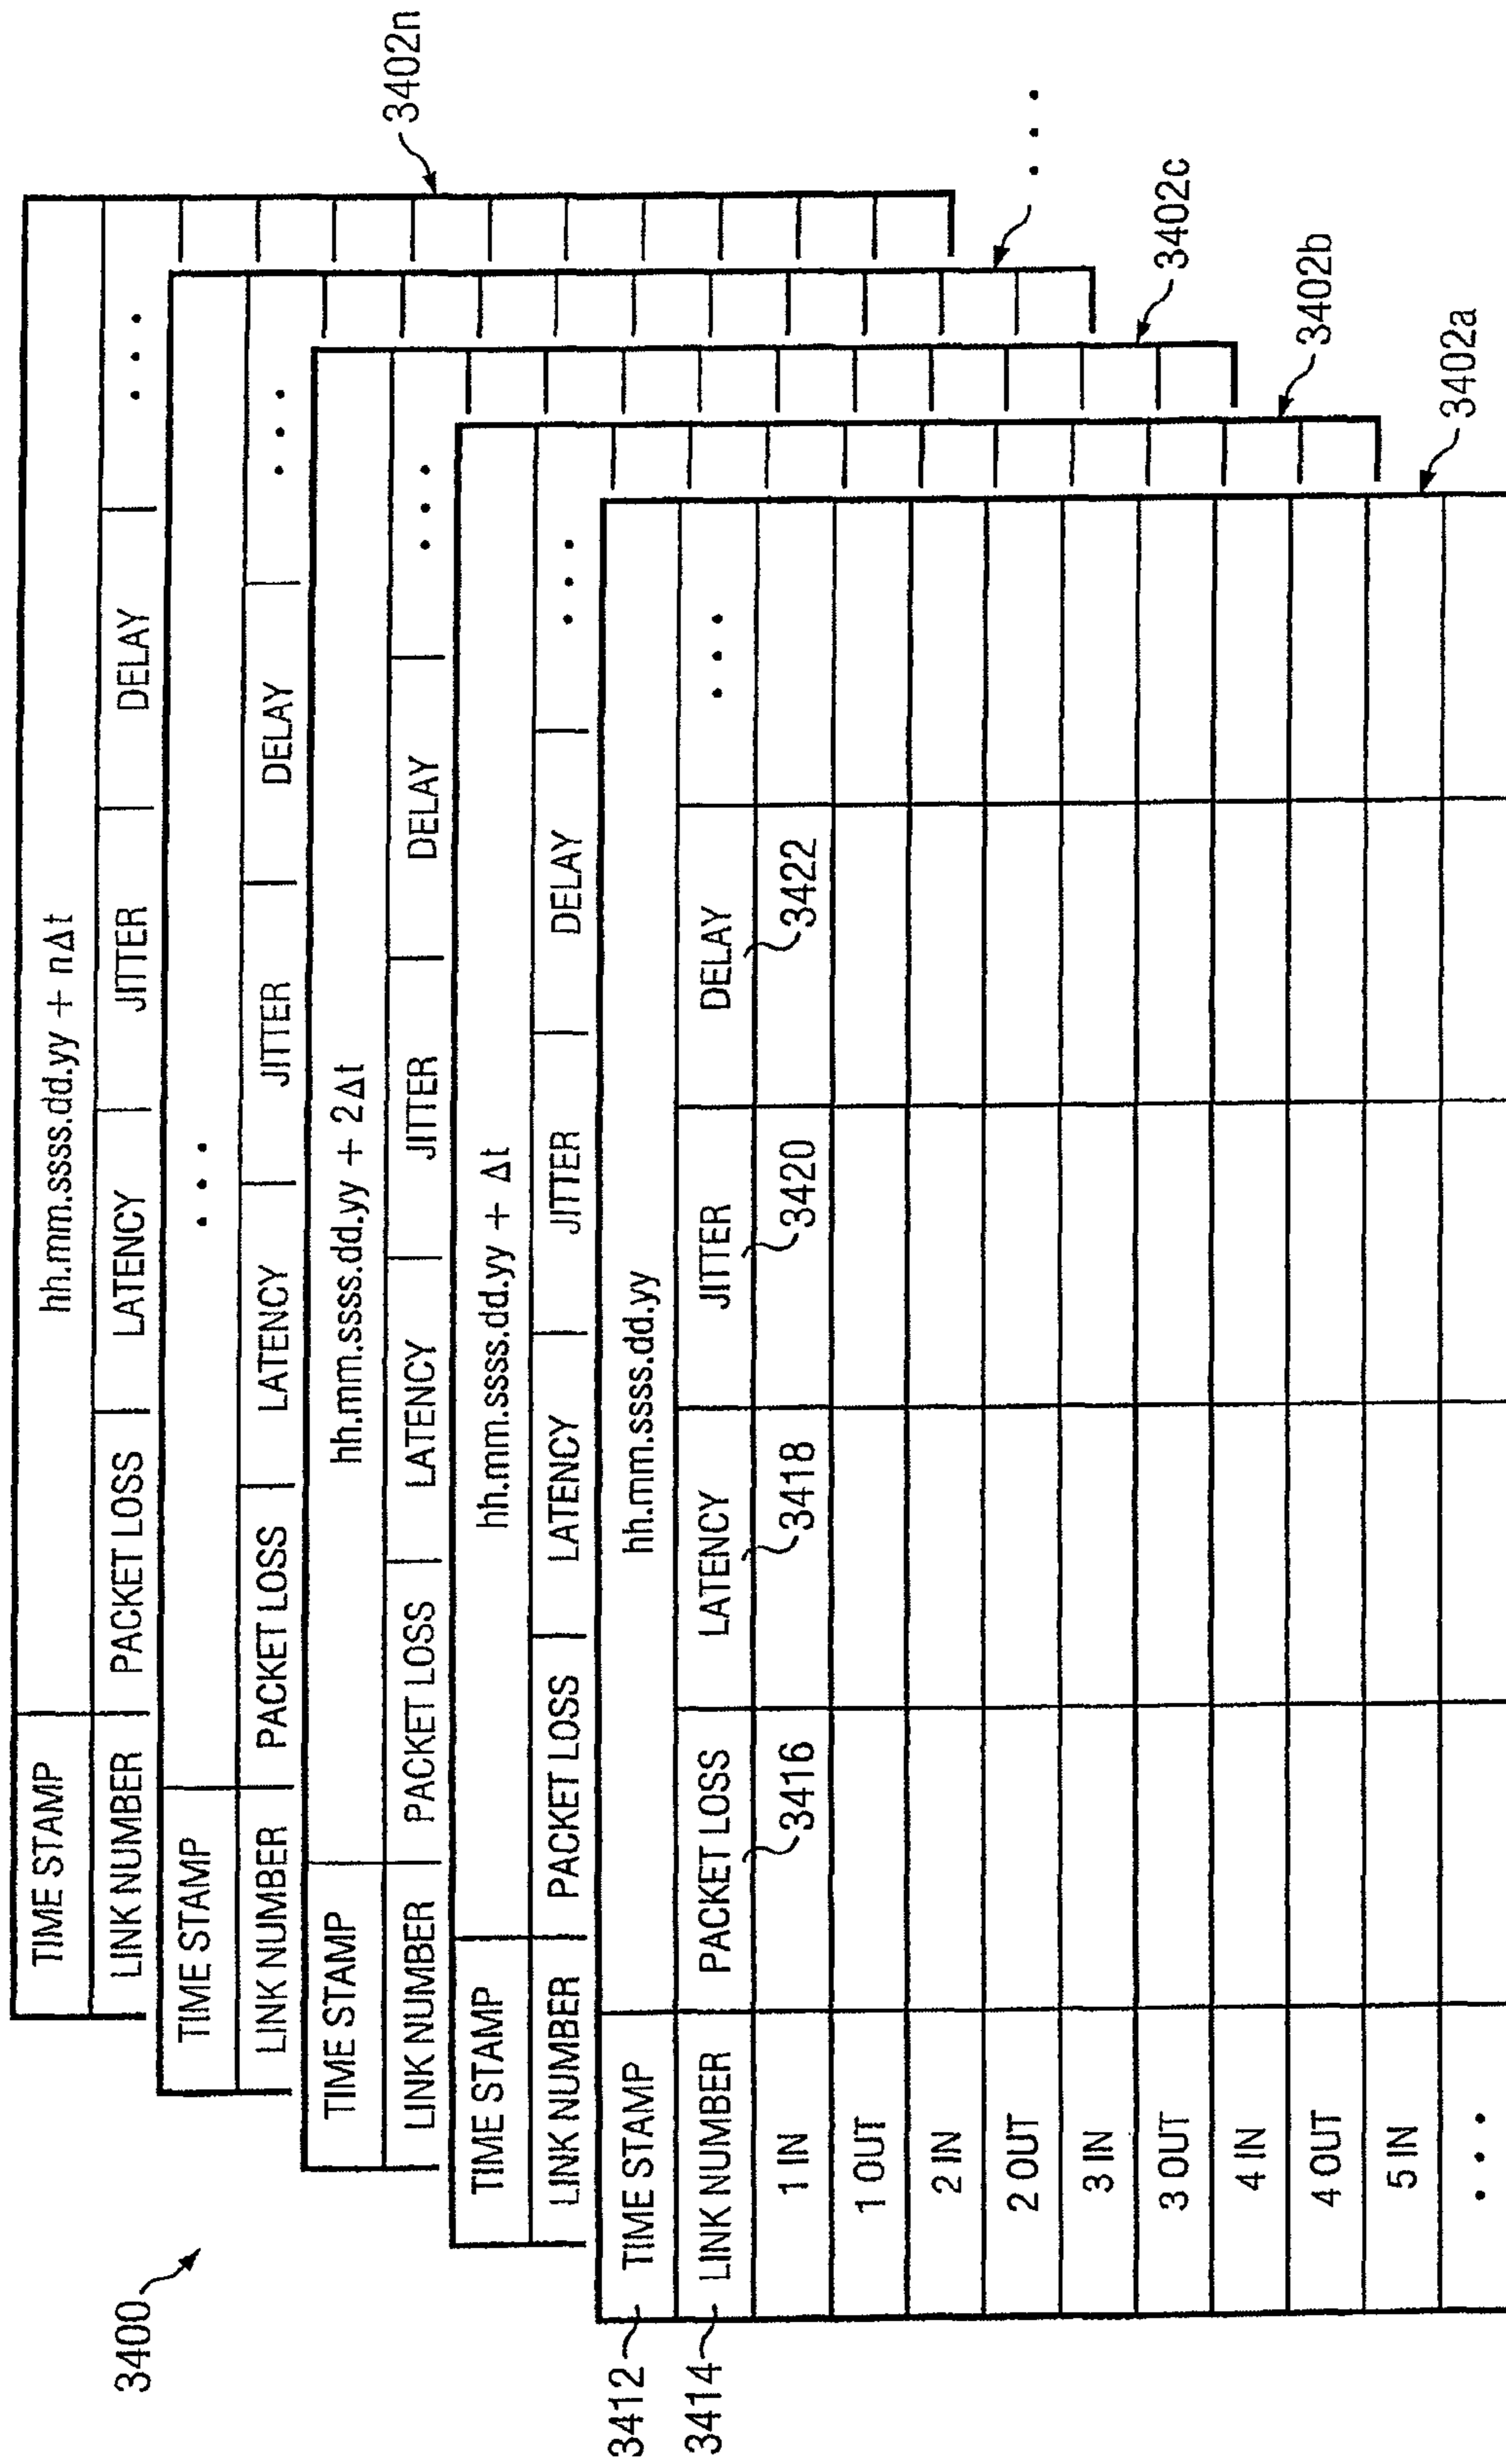 3400
TIME STAMP hh.mm.ssss.dd.yy + nΔt
LINK NUMBER PACKET LOSS LATENCY JITTER DELAY • • •
3402n
TIME STAMP • • •
LINK NUMBER PACKET LOSS LATENCY JITTER DELAY • • •
• • •
TIME STAMP hh.mm.ssss.dd.yy + 2Δt
LINK NUMBER PACKET LOSS LATENCY JITTER DELAY • • •
3402c
TIME STAMP hh.mm.ssss.dd.yy + Δt
LINK NUMBER PACKET LOSS LATENCY JITTER DELAY • • •
3402b
3412 TIME STAMP hh.mm.ssss.dd.yy
3414 LINK NUMBER PACKET LOSS LATENCY JITTER DELAY • • •
1 IN 3416 3418 3420 3422
1 OUT
2 IN
2 OUT
3 IN
3 OUT
4 IN
4 OUT
5 IN
3402a
• • •